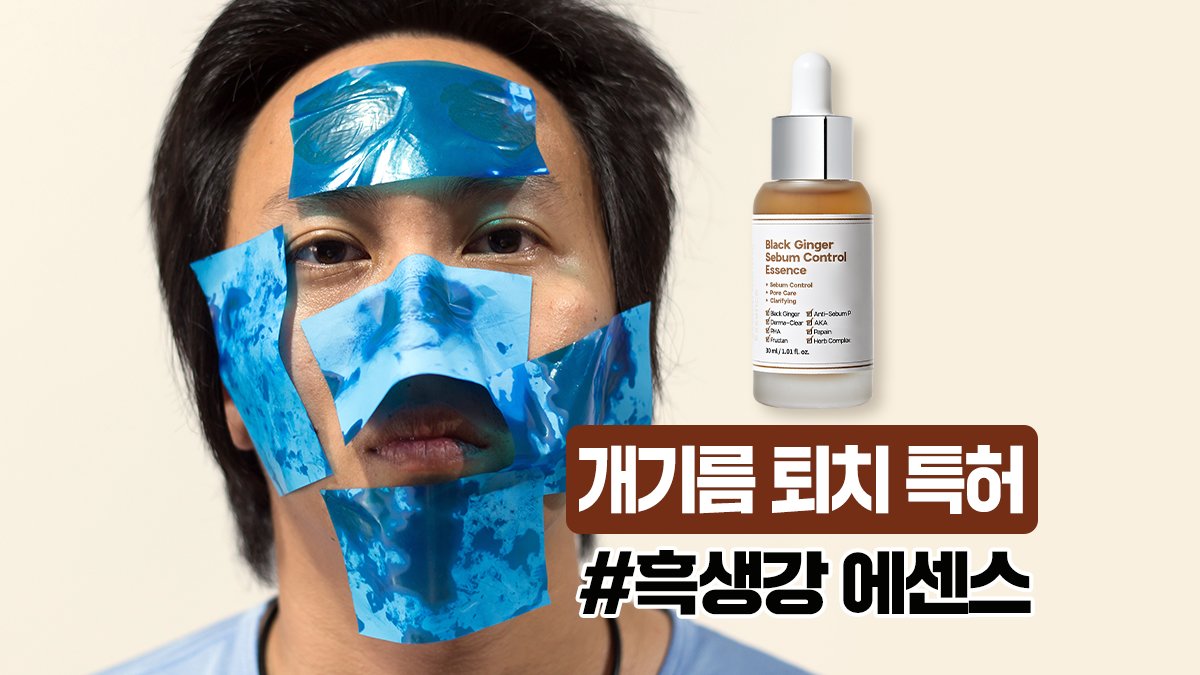 Black Ginger
Sebum Control
Essence
Sebum Control
Pore Care
Clarifying
Black Ginger
Anti-Sebum P
Derma-Clear
AKA
PHA
Papain
Fructan
Herb Complex
30 ml / 1.01 fl. oz.
개기름 퇴치 특허
#흑생강 에센스